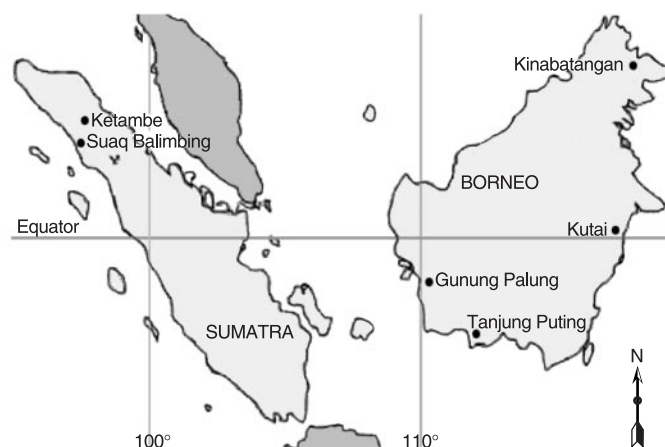 Kinabatangan
Ketambe
Suaq Balimbing
BORNEO
Equator
Kutai
Gunung Palung
SUMATRA
Tanjung Puting
N
100°
110°